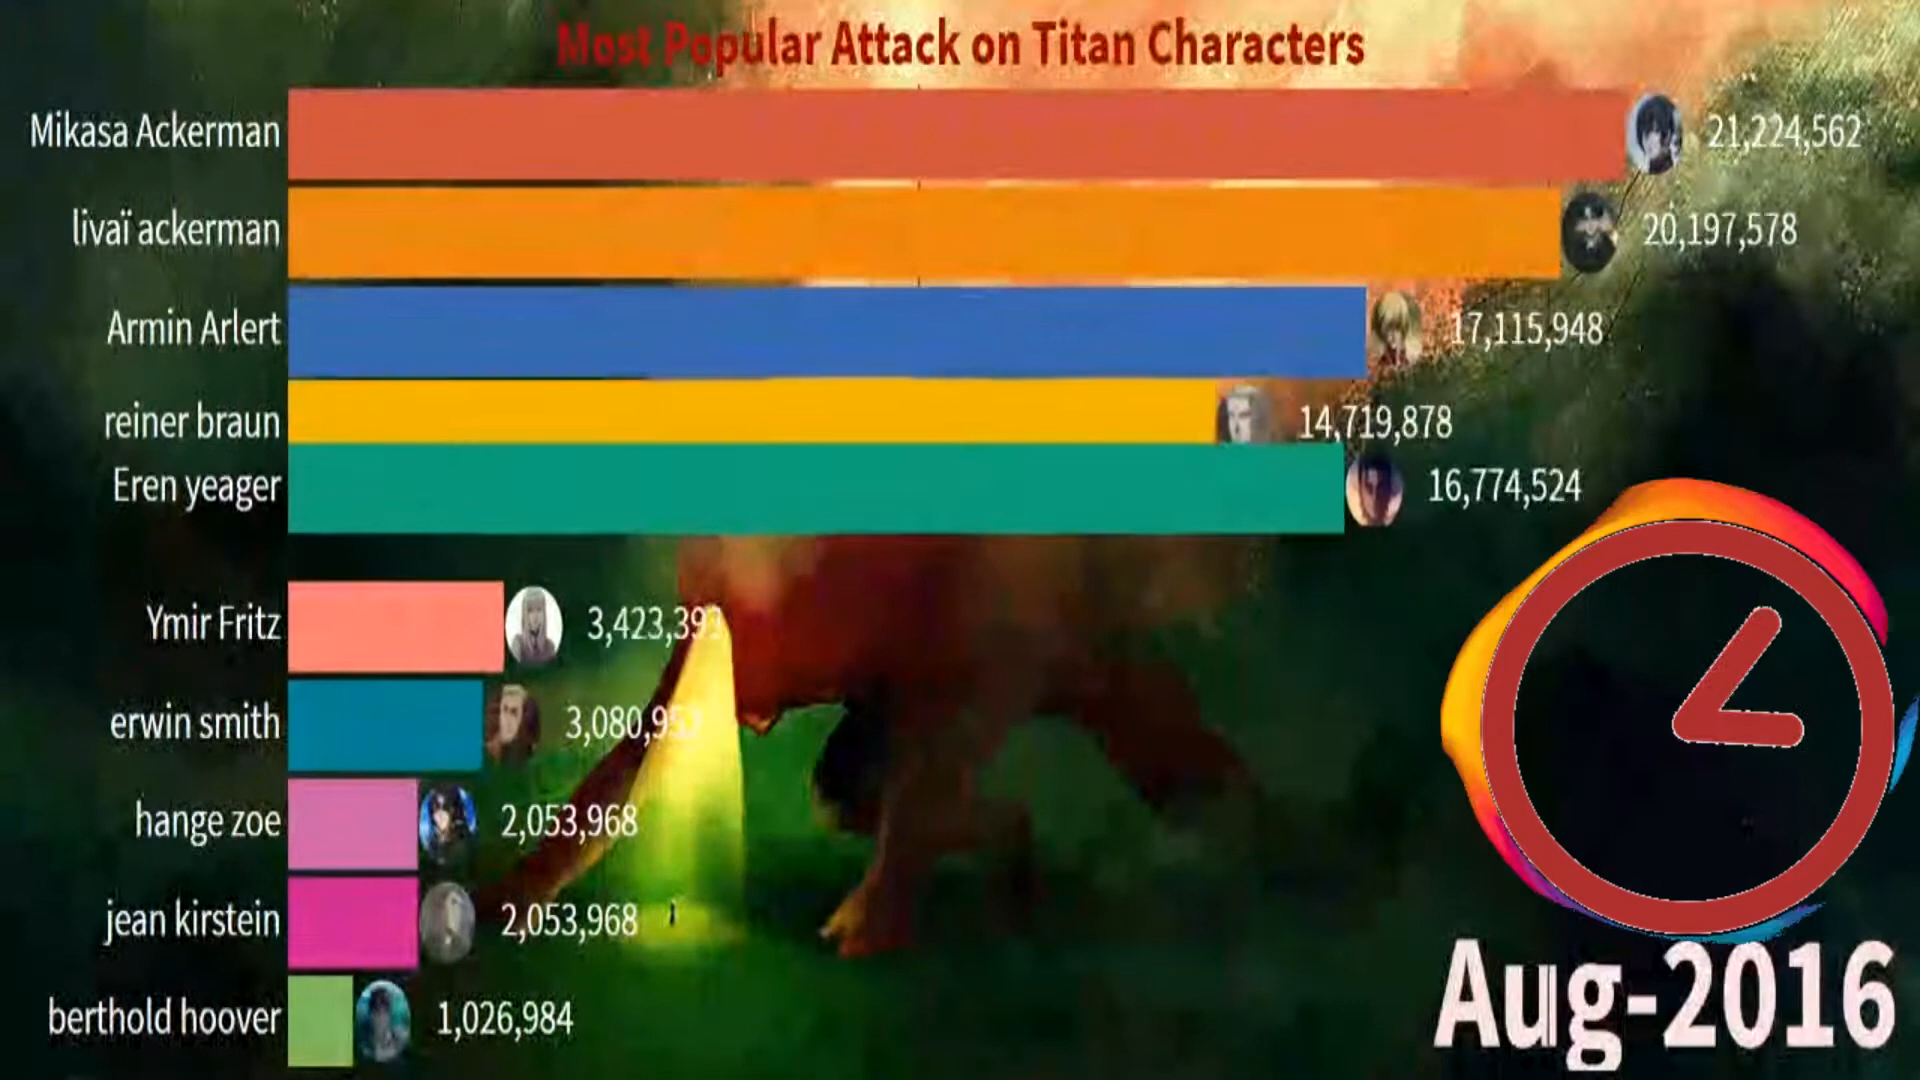 Most Popular Attack on Titan Characters
Mikasa Ackerman 21,224,562
livaï ackerman 20,197,578
Armin Arlert 17,115,948
reiner braun 14,719,878
Eren yeager 16,774,524
Ymir Fritz
erwin smith
hange zoe 2,053,968
jean kirstein 2,053,968
berthold hoover 1,026,984
Aug-2016